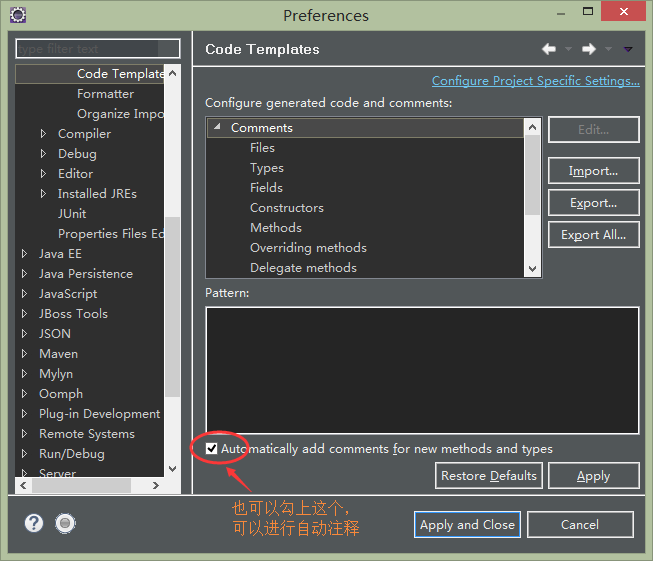 Preferences
type filter text
Code Templates
Configure Project Specific Settings...
Code Template
Formatter
Organize Impo
Compiler
Debug
Editor
Installed JREs
JUnit
Properties Files Ed
Java EE
Java Persistence
JavaScript
JBoss Tools
JSON
Maven
Mylyn
Oomph
Plug-in Development
Remote Systems
Run/Debug
Server
Configure generated code and comments:
Comments
Files
Types
Fields
Constructors
Methods
Overriding methods
Delegate methods
Edit...
Import...
Export...
Export All...
Pattern:
Automatically add comments for new methods and types
Restore Defaults
Apply
也可以勾上这个,
可以进行自动注释
?
Apply and Close
Cancel